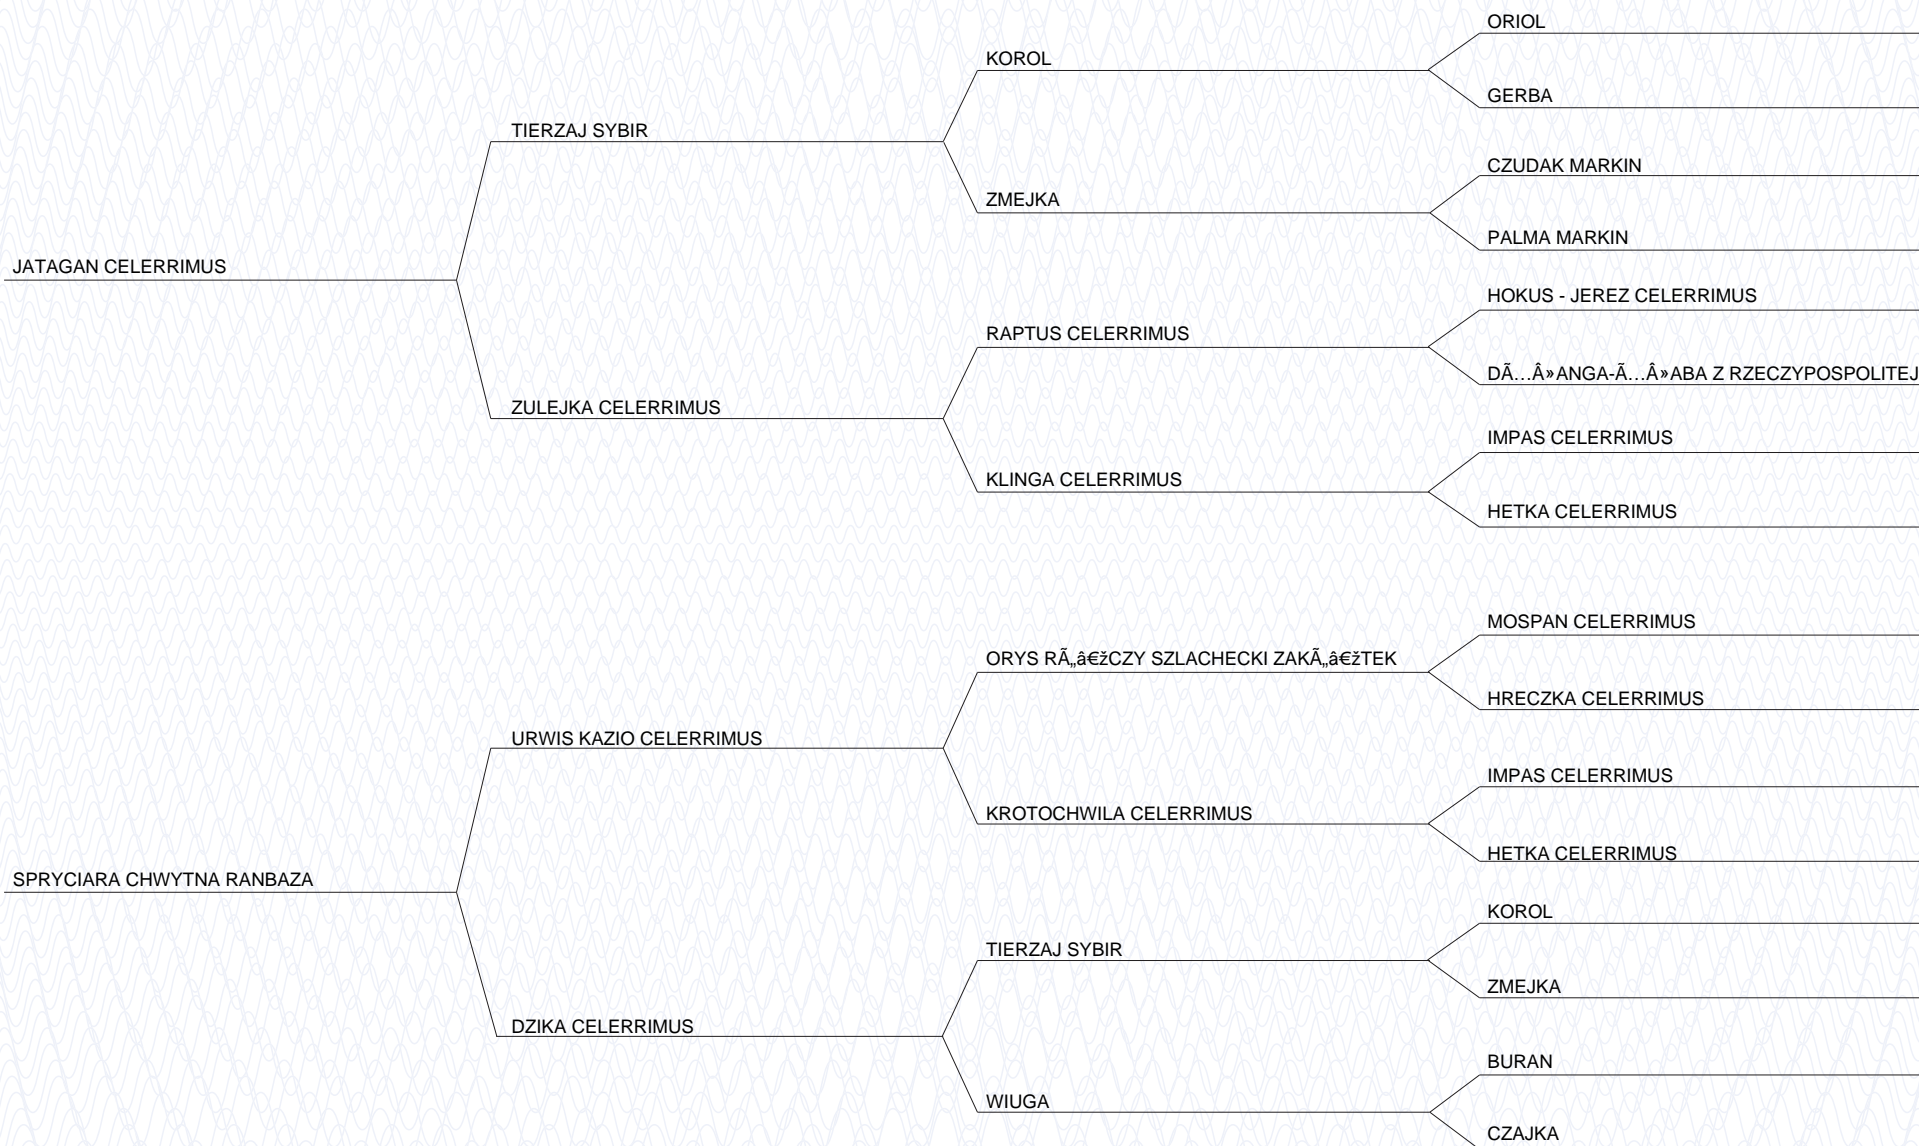 ORIOL
KOROL
GERBA
TIERZAJ SYBIR
CZUDAK MARKIN
ZMEJKA
PALMA MARKIN
JATAGAN CELERRIMUS
HOKUS - JEREZ CELERRIMUS
RAPTUS CELERRIMUS
DÃ…Â»ANGA-Ã…Â»ABA Z RZECZYPOSPOLITEJ
ZULEJKA CELERRIMUS
IMPAS CELERRIMUS
KLINGA CELERRIMUS
HETKA CELERRIMUS
MOSPAN CELERRIMUS
ORYS RÃ„â€žCZY SZLACHECKI ZAKÃ„â€žTEK
HRECZKA CELERRIMUS
URWIS KAZIO CELERRIMUS
IMPAS CELERRIMUS
KROTOCHWILA CELERRIMUS
HETKA CELERRIMUS
SPRYCIARA CHWYTNA RANBAZA
KOROL
TIERZAJ SYBIR
ZMEJKA
DZIKA CELERRIMUS
BURAN
WIUGA
CZAJKA